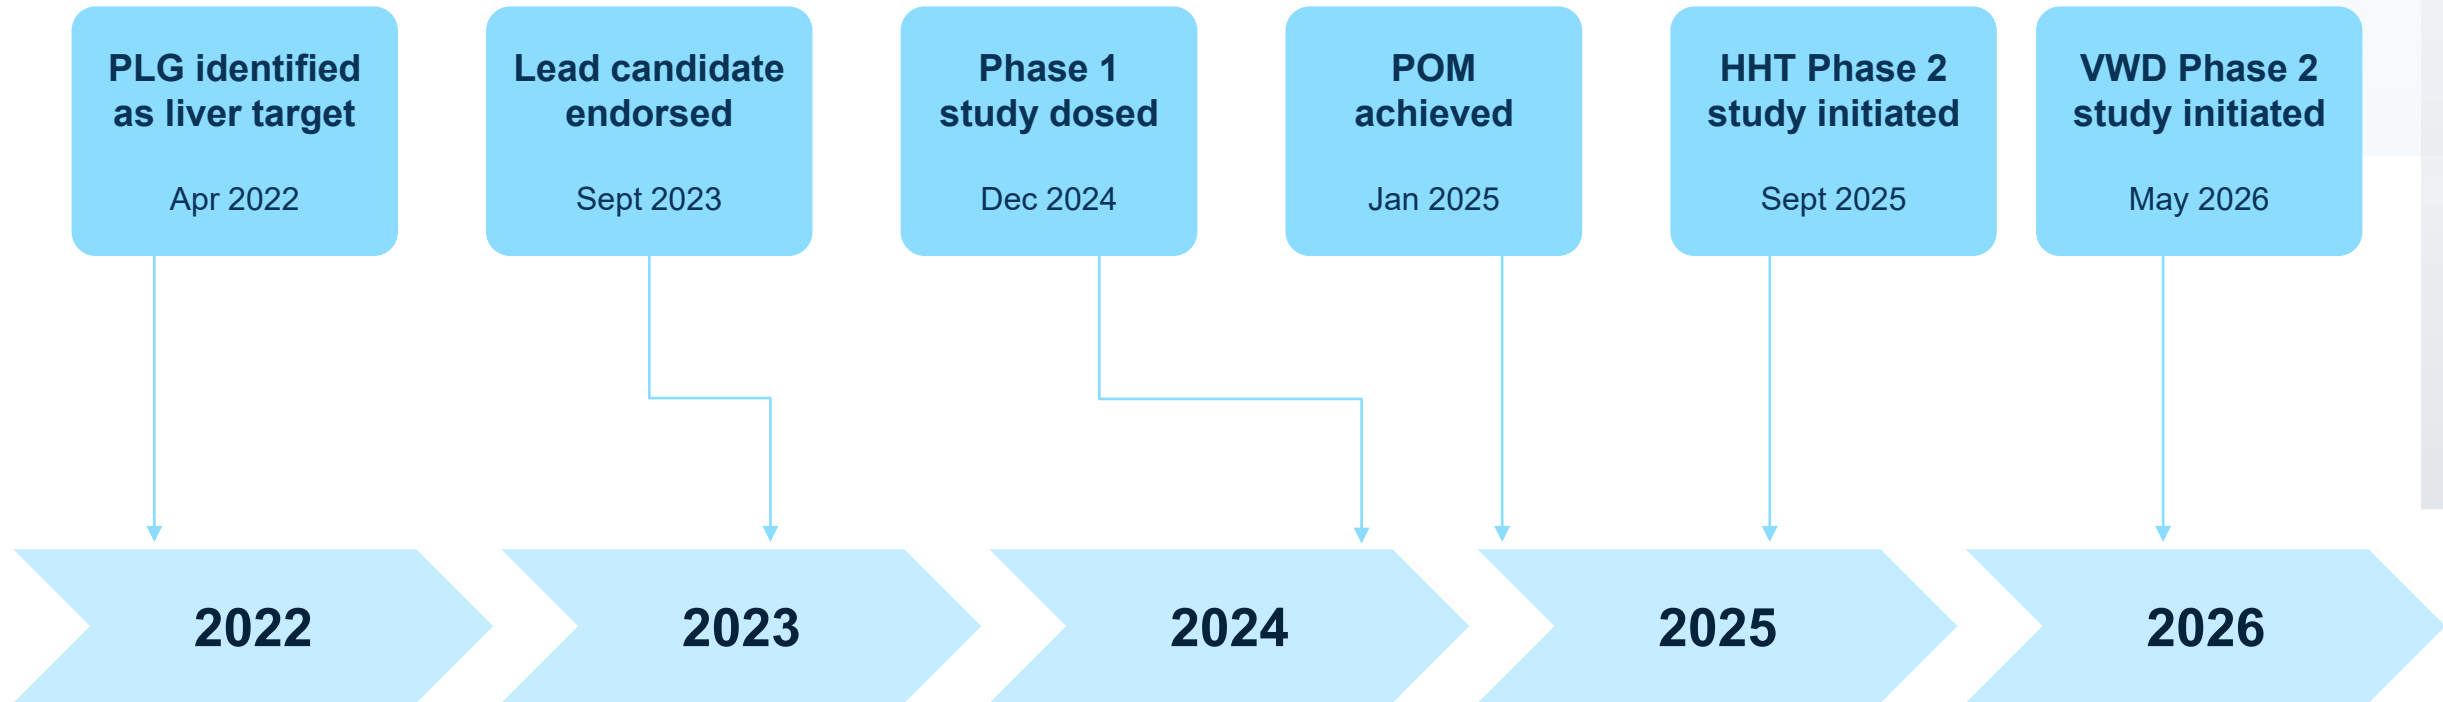 PLG identified
as liver target
Apr 2022
Lead candidate
endorsed
Sept 2023
Phase 1
study dosed
Dec 2024
POM
achieved
Jan 2025
HHT Phase 2
study initiated
Sept 2025
VWD Phase 2
study initiated
May 2026
2022
2023
2024
2025
2026